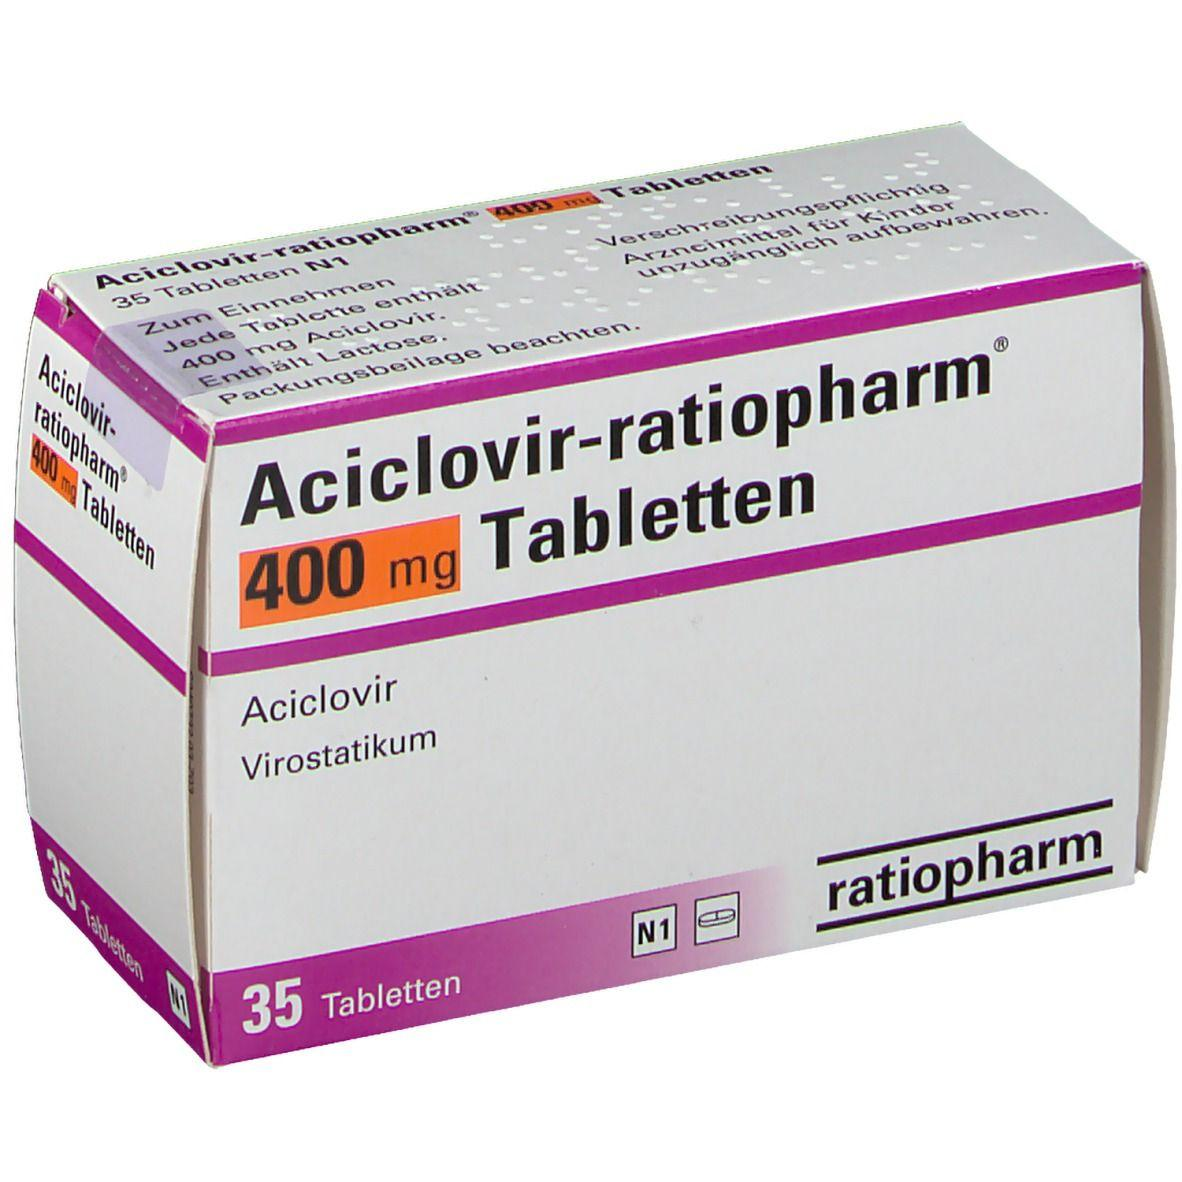 Aciclovir-ratiopharm® 400 mg Tabletten
35 Tabletten N1
Zum Einnehmen
Jede Tablette enthält
400 mg Aciclovir.
Enthält Lactose.
Packungsbeilage beachten.
Verschreibungspflichtig
Arzneimittel für Kinder
unzugänglich aufbewahren.
Aciclovir-
ratiopharm®
400 mg Tabletten
35 Tabletten
N1
Aciclovir-ratiopharm®
400 mg Tabletten
Aciclovir
Virostatikum
ratiopharm
N1
35 Tabletten